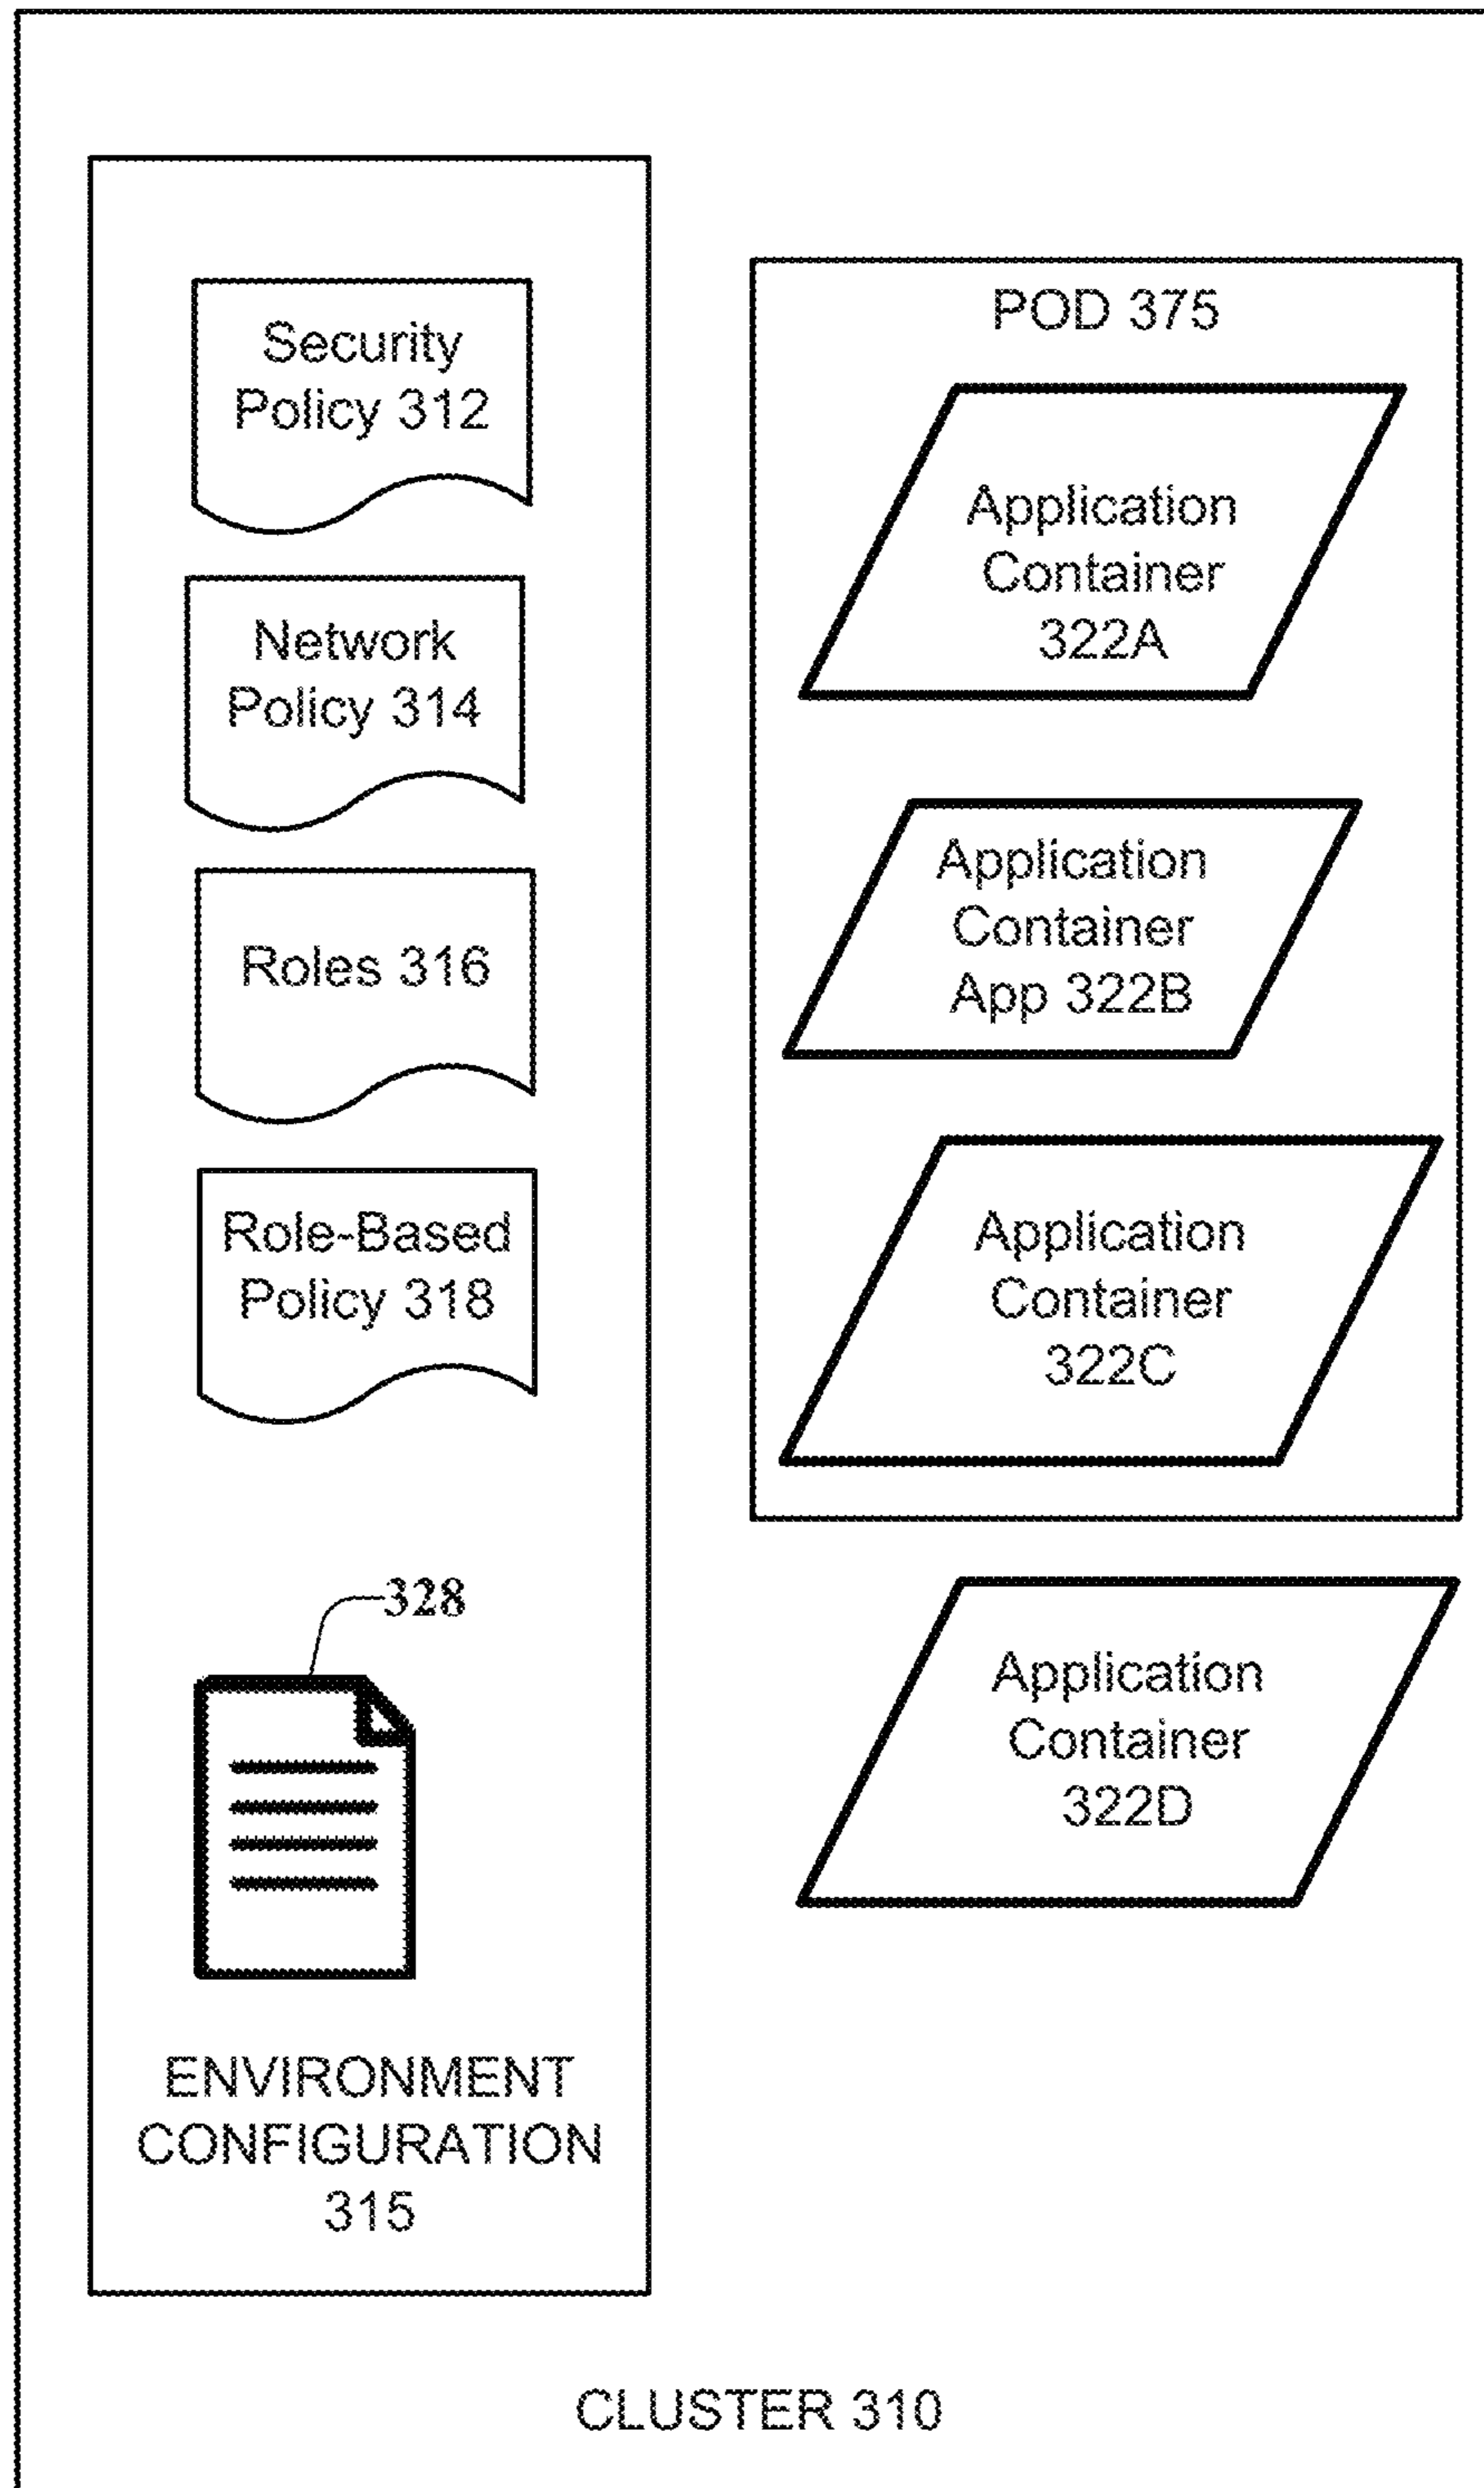 Security
Policy 312
Network
Policy 314
Roles 316
Role-Based
Policy 318
328
ENVIRONMENT
CONFIGURATION
315
POD 375
Application
Container
322A
Application
Container
App 322B
Application
Container
322C
Application
Container
322D
CLUSTER 310